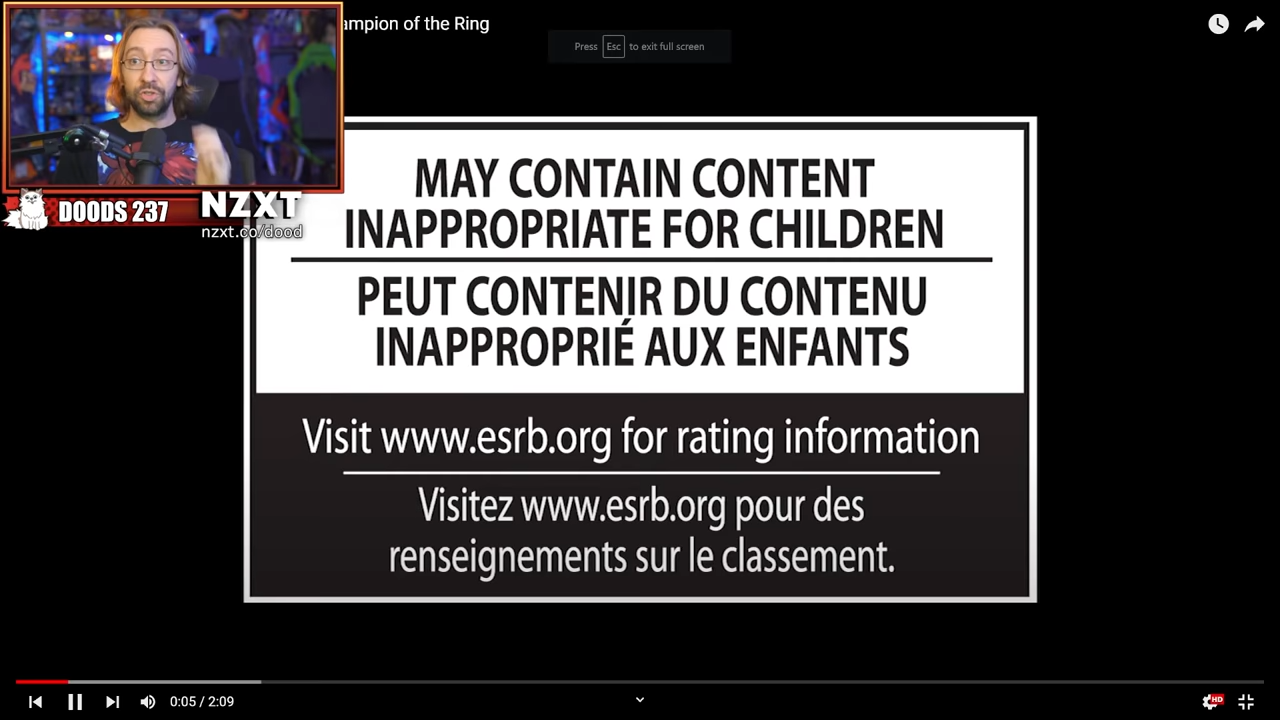 ampion of the Ring
Press Esc to exit full screen
MAY CONTAIN CONTENT
INAPPROPRIATE FOR CHILDREN
PEUT CONTENIR DU CONTENU
INAPPROPRIÉ AUX ENFANTS
Visit www.esrb.org for rating information
Visitez www.esrb.org pour des
renseignements sur le classement.
DOODS 237
NZXT
nzxt.co/dood
0:05 / 2:09
HD